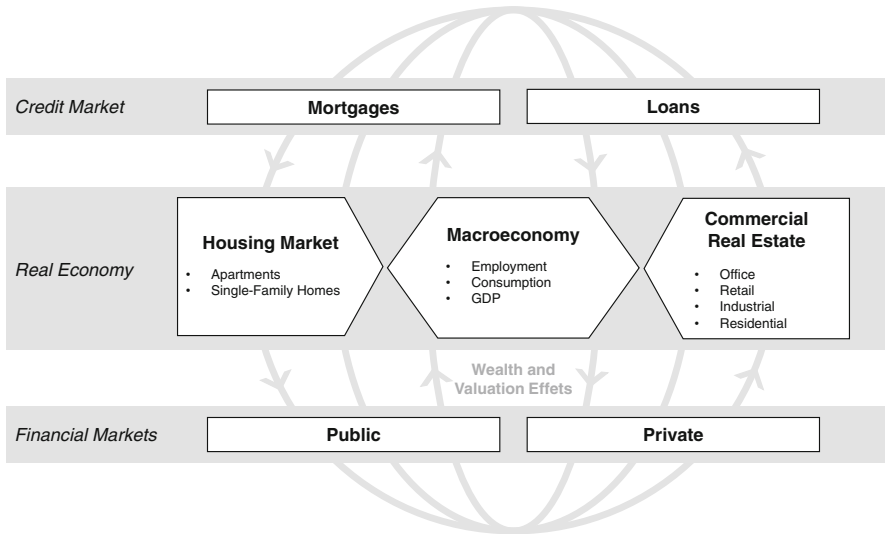 Credit Market
Mortgages
Loans
Real Economy
Housing Market
• Apartments
• Single-Family Homes
Macroeconomy
• Employment
• Consumption
• GDP
Commercial
Real Estate
• Office
• Retail
• Industrial
• Residential
Wealth and
Valuation Effets
Financial Markets
Public
Private